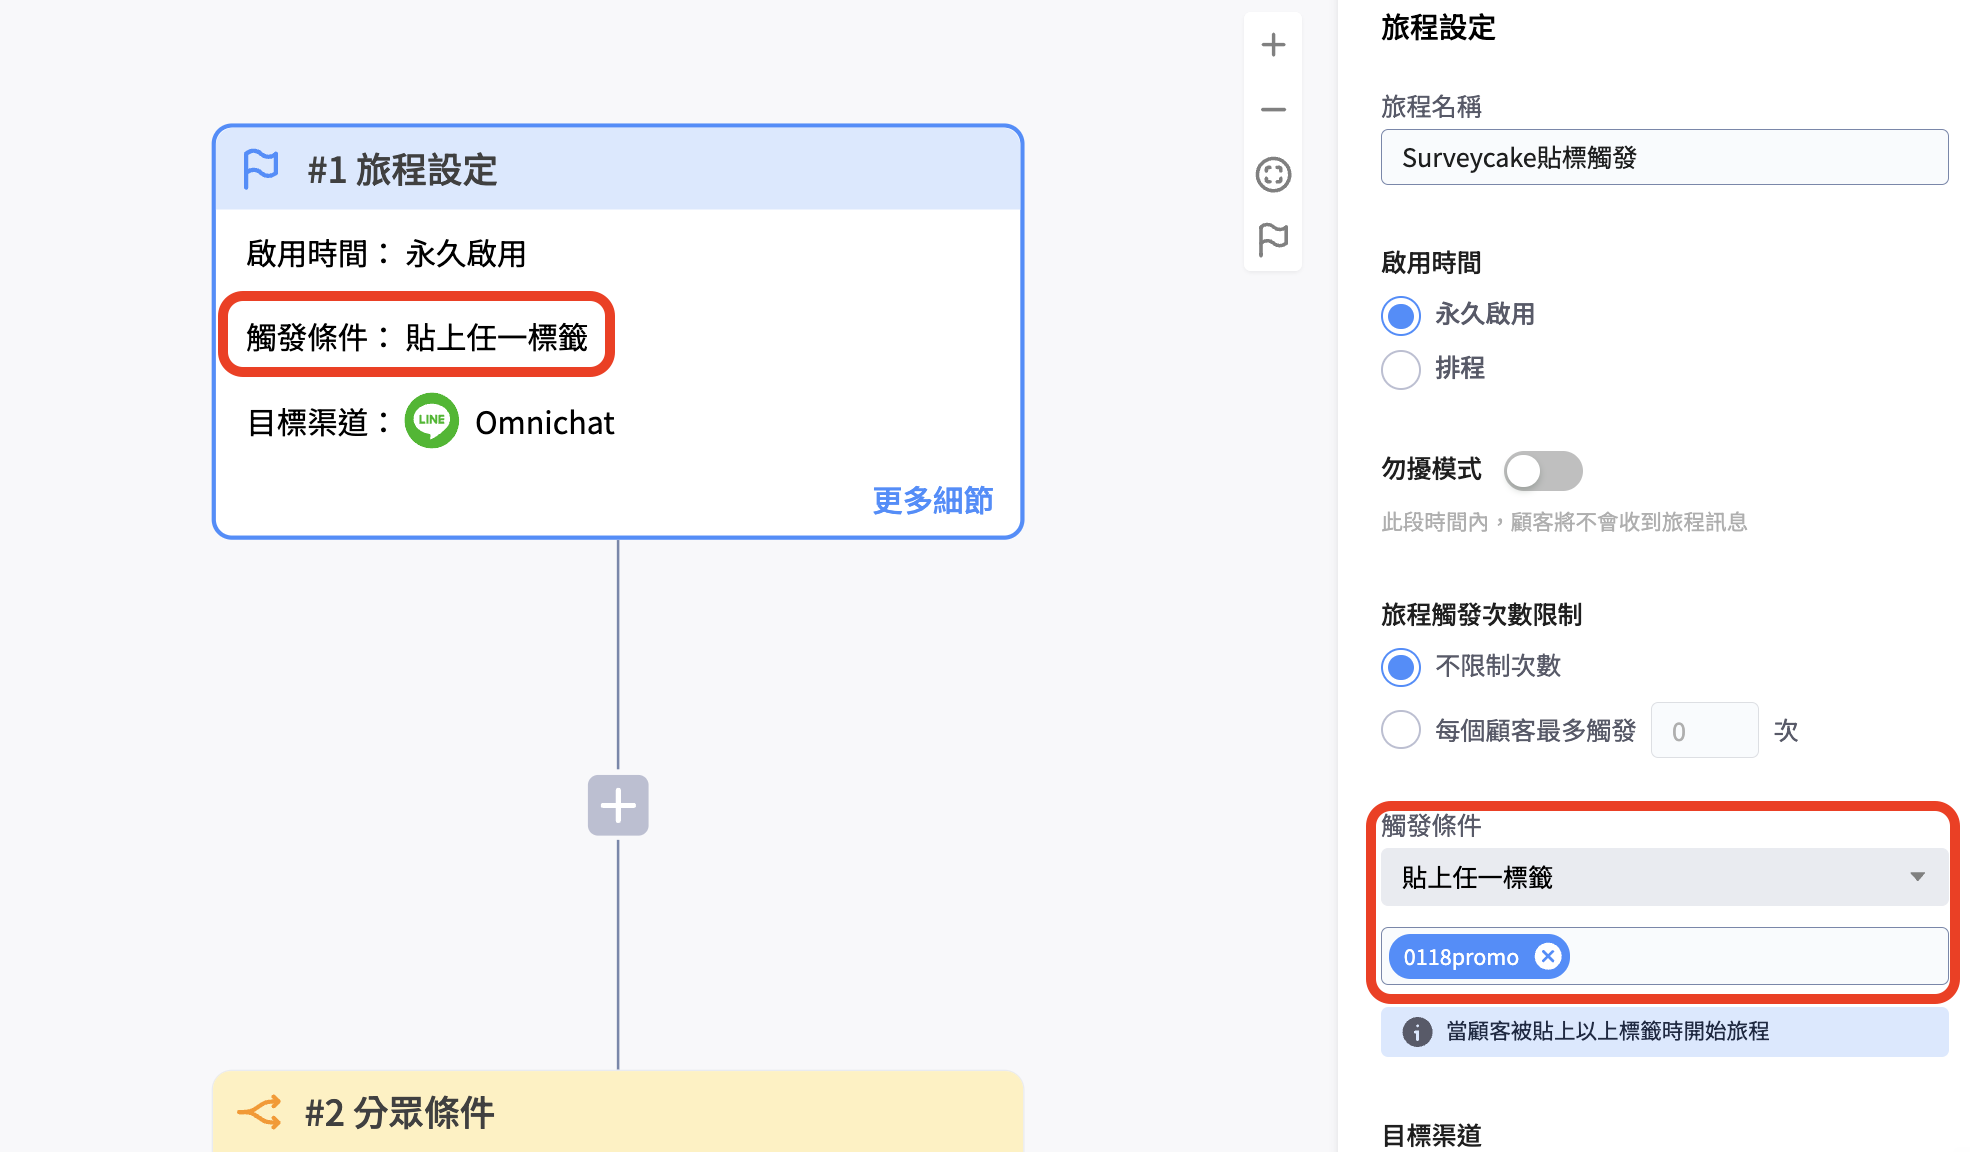 #1 旅程設定
啟用時間： 永久啟用
觸發條件： 貼上任一標籤
目標渠道： LINE Omnichat
更多細節
#2 分眾條件
旅程設定
旅程名稱
Surveycake貼標觸發
啟用時間
永久啟用
排程
勿擾模式
此段時間內，顧客將不會收到旅程訊息
旅程觸發次數限制
不限制次數
每個顧客最多觸發 0 次
觸發條件
貼上任一標籤
0118promo
當顧客被貼上以上標籤時開始旅程
目標渠道